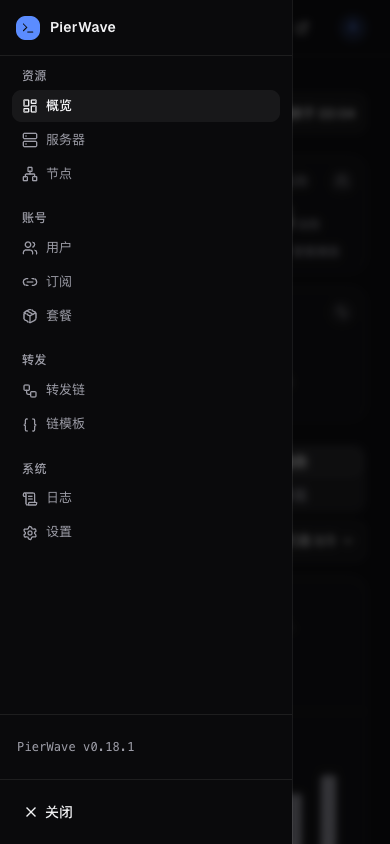 PierWave
资源
概览
服务器
节点
账号
用户
订阅
套餐
转发
转发链
链模板
系统
日志
设置
PierWave v0.18.1
关闭